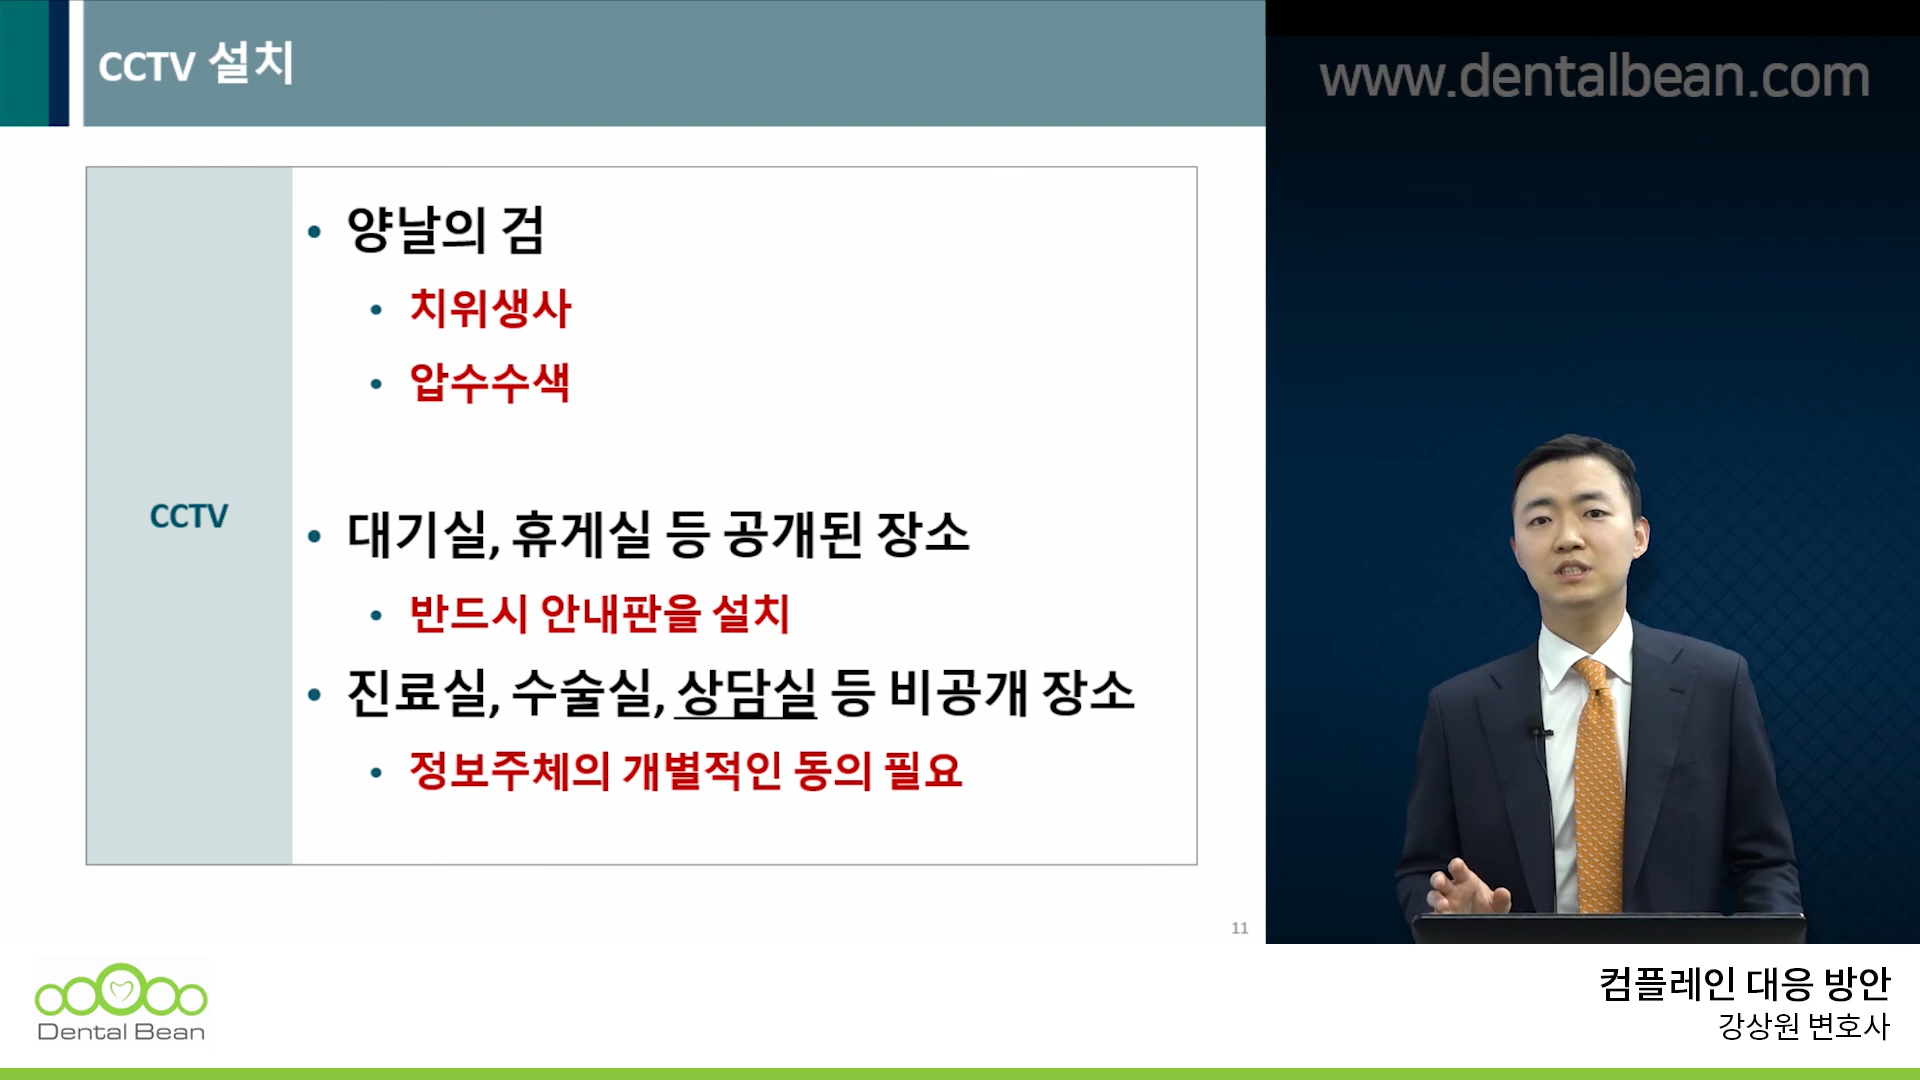 CCTV 설치
www.dentalbean.com
CCTV
• 양날의 검
• 치위생사
• 압수수색
• 대기실, 휴게실 등 공개된 장소
• 반드시 안내판을 설치
• 진료실, 수술실, 상담실 등 비공개 장소
• 정보주체의 개별적인 동의 필요
11
Dental Bean
컴플레인 대응 방안
강상원 변호사